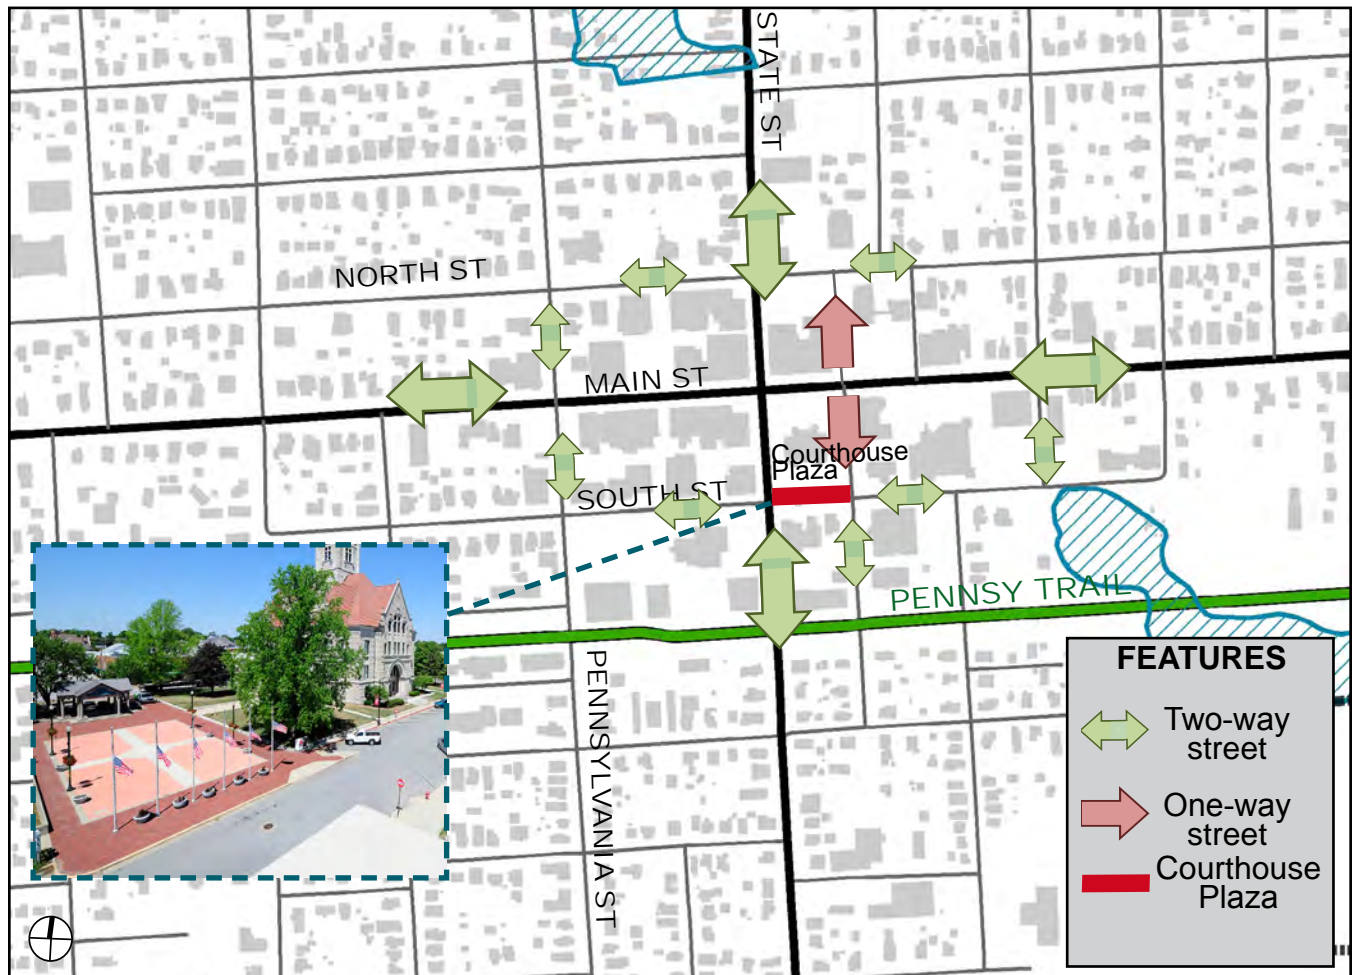 STATE ST
NORTH ST
MAIN ST
Courthouse
Plaza
SOUTH ST
PENNSY TRAIL
PENNSYLVANIA ST
FEATURES
Two-way
street
One-way
street
Courthouse
Plaza